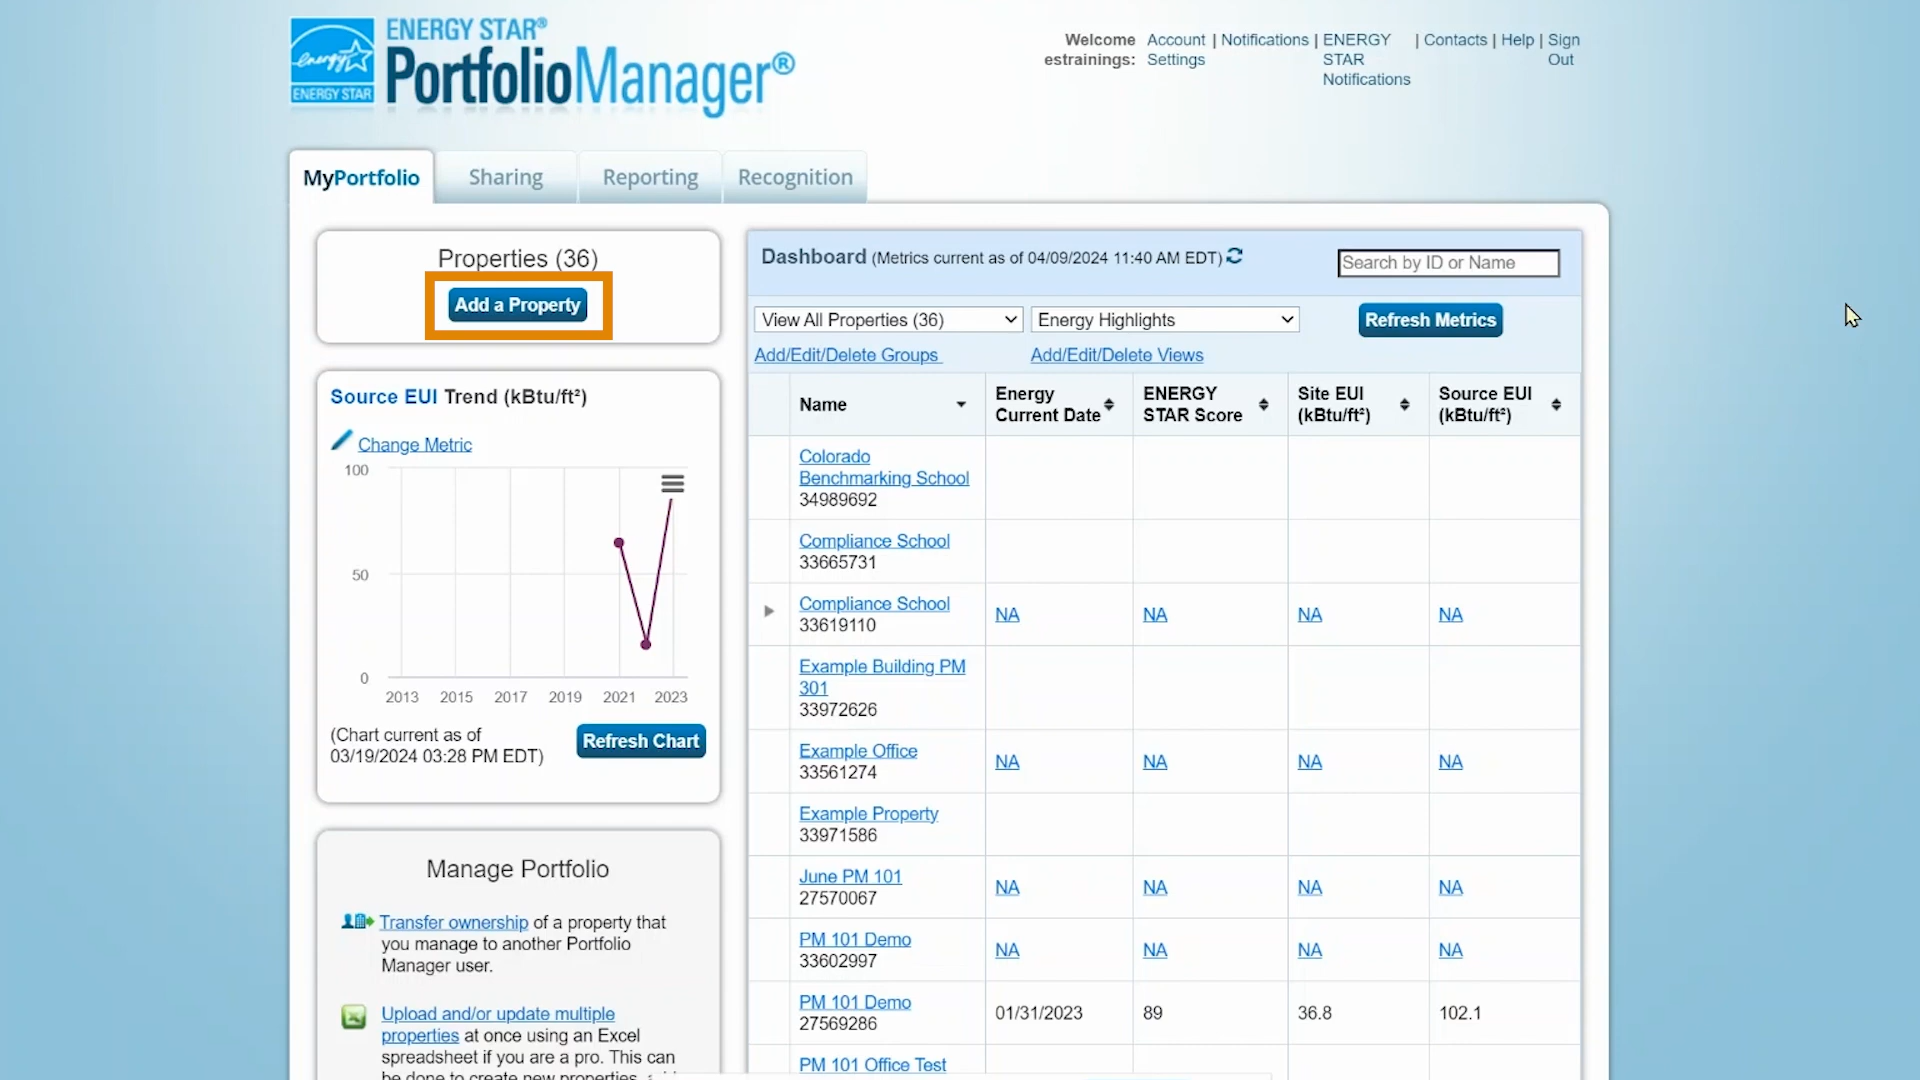 ENERGY STAR®
PortfolioManager®
energy
ENERGY STAR
Welcome
estrainings:
Account
Settings
| Notifications |
ENERGY
STAR
Notifications
| Contacts | Help | Sign
Out
MyPortfolio
Sharing
Reporting
Recognition
Properties (36)
Add a Property
Source EUI Trend (kBtu/ft²)
Change Metric
100
50
0
2013 2015 2017 2019 2021 2023
(Chart current as of
03/19/2024 03:28 PM EDT)
Refresh Chart
Manage Portfolio
Transfer ownership of a property that
you manage to another Portfolio
Manager user.
Upload and/or update multiple
properties at once using an Excel
spreadsheet if you are a pro. This can
be done to create new properties,
Dashboard (Metrics current as of 04/09/2024 11:40 AM EDT)
Search by ID or Name
View All Properties (36)
Energy Highlights
Refresh Metrics
Add/Edit/Delete Groups
Add/Edit/Delete Views
Name
Energy
Current Date
ENERGY
STAR Score
Site EUI
(kBtu/ft²)
Source EUI
(kBtu/ft²)
Colorado
Benchmarking School
34989692
Compliance School
33665731
Compliance School
33619110
NA NA NA NA
Example Building PM
301
33972626
Example Office
33561274
NA NA NA NA
Example Property
33971586
June PM 101
27570067
NA NA NA NA
PM 101 Demo
33602997
NA NA NA NA
PM 101 Demo
27569286
01/31/2023 89 36.8 102.1
PM 101 Office Test